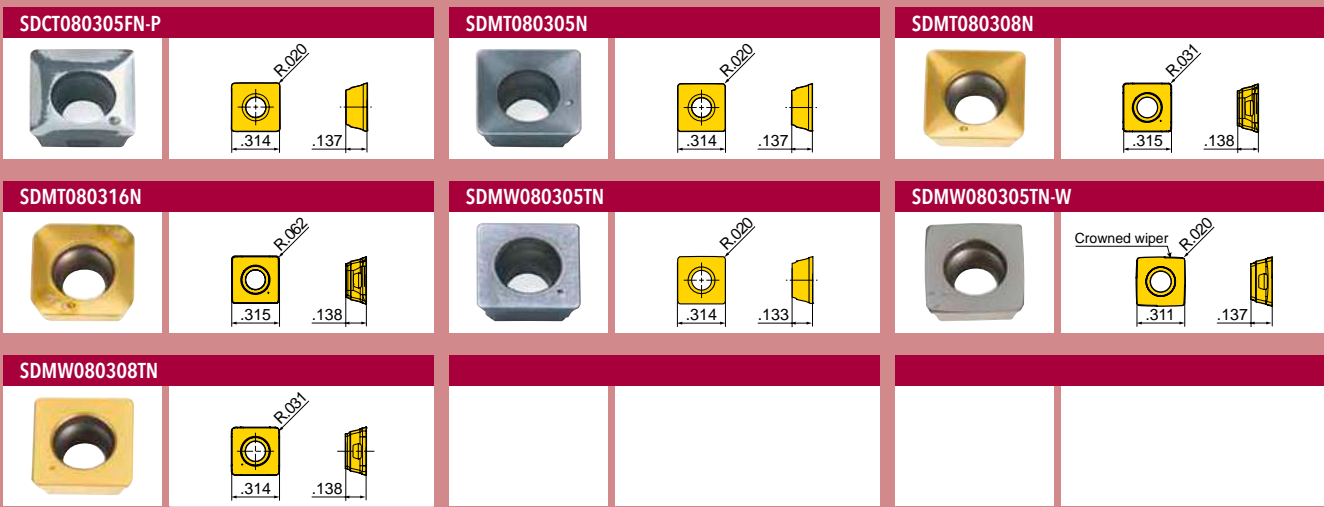 SDCT080305FN-P
R.020
.314
.137
SDMT080305N
R.020
.314
.137
SDMT080308N
R.031
.315
.138
SDMT080316N
R.062
.315
.138
SDMW080305TN
R.020
.314
.133
SDMW080305TN-W
Crowned wiper
R.020
.311
.137
SDMW080308TN
R.031
.314
.138